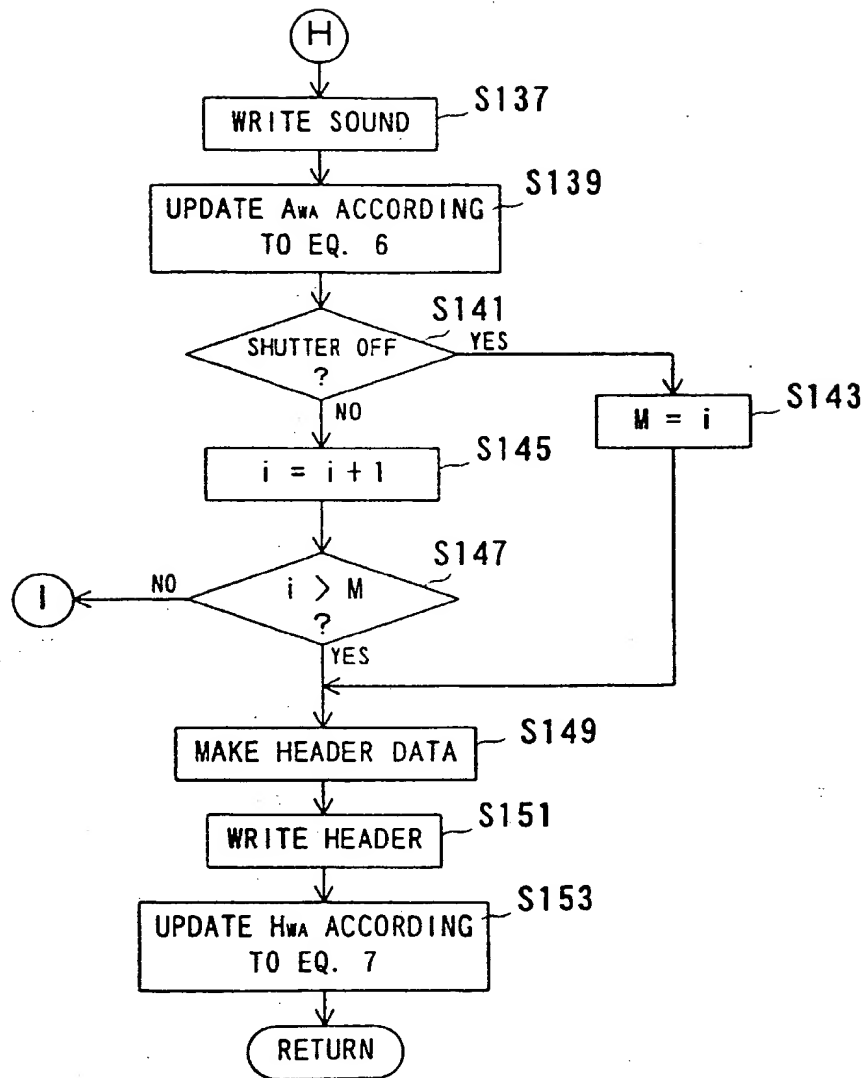 H
S137
WRITE SOUND
S139
UPDATE AWA ACCORDING
TO EQ. 6
S141
SHUTTER OFF
?
YES
NO
S143
M = i
S145
i = i+1
S147
i > M
?
NO
I
YES
S149
MAKE HEADER DATA
S151
WRITE HEADER
S153
UPDATE HWA ACCORDING
TO EQ. 7
RETURN